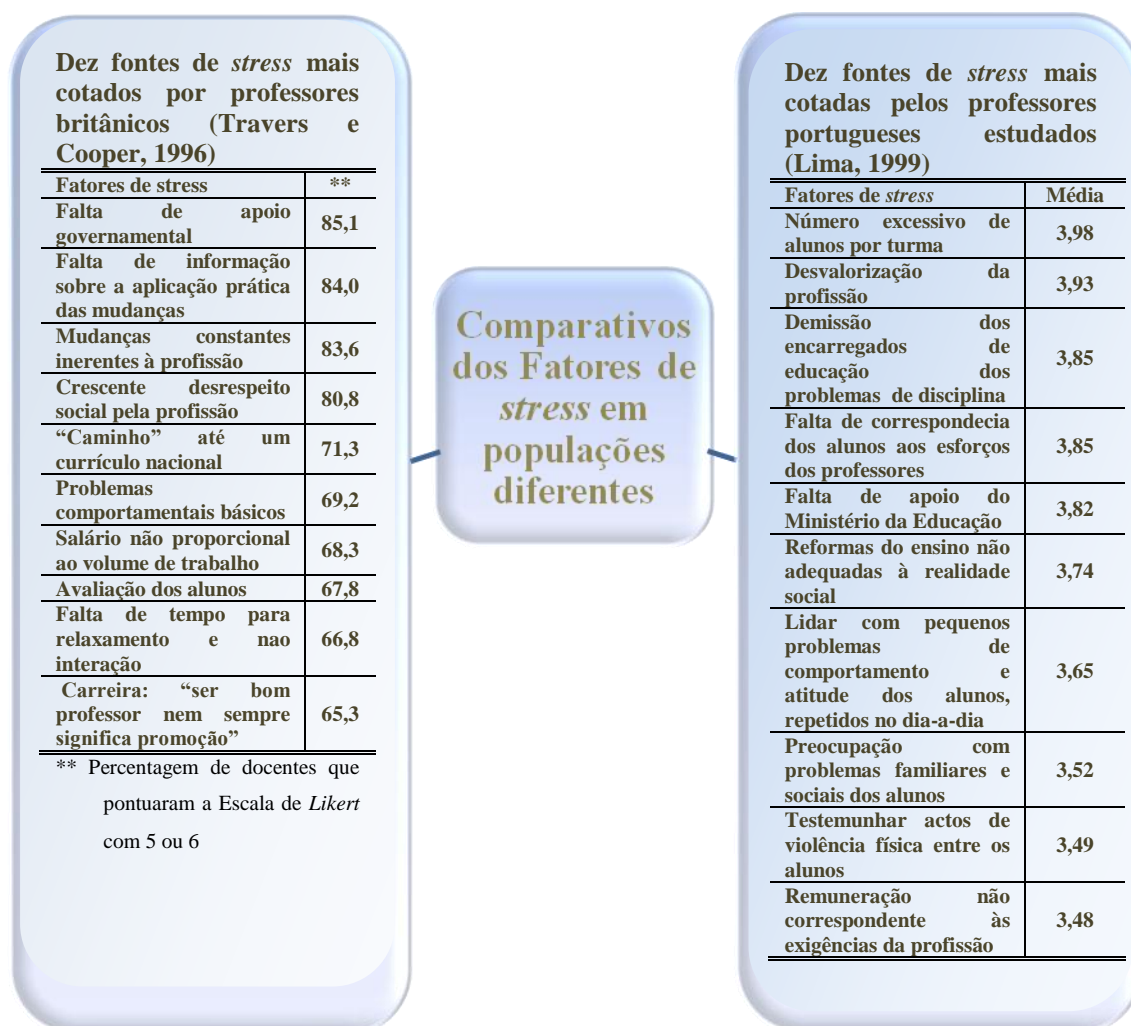 Dez fontes de stress mais
cotados por professores
britânicos (Travers e
Cooper, 1996)
Fatores de stress **
Falta de apoio
governamental 85,1
Falta de informação
sobre a aplicação prática
das mudanças 84,0
Mudanças constantes
inerentes à profissão 83,6
Crescente desrespeito
social pela profissão 80,8
“Caminho” até um
currículo nacional 71,3
Problemas
comportamentais básicos 69,2
Salário não proporcional
ao volume de trabalho 68,3
Avaliação dos alunos 67,8
Falta de tempo para
relaxamento e nao
interação 66,8
Carreira: “ser bom
professor nem sempre
significa promoção” 65,3
** Percentagem de docentes que
pontuaram a Escala de Likert
com 5 ou 6
Comparativos
dos Fatores de
stress em
populações
diferentes
Dez fontes de stress mais
cotadas pelos professores
portugueses estudados
(Lima, 1999)
Fatores de stress Média
Número excessivo de
alunos por turma 3,98
Desvalorização da
profissão 3,93
Demissão dos
encarregados de
educação dos
problemas de disciplina 3,85
Falta de correspondecia
dos alunos aos esforços
dos professores 3,85
Falta de apoio do
Ministério da Educação 3,82
Reformas do ensino não
adequadas à realidade
social 3,74
Lidar com pequenos
problemas de
comportamento e
atitude dos alunos,
repetidos no dia-a-dia 3,65
Preocupação com
problemas familiares e
sociais dos alunos 3,52
Testemunhar actos de
violência física entre os
alunos 3,49
Remuneração não
correspondente às
exigências da profissão 3,48